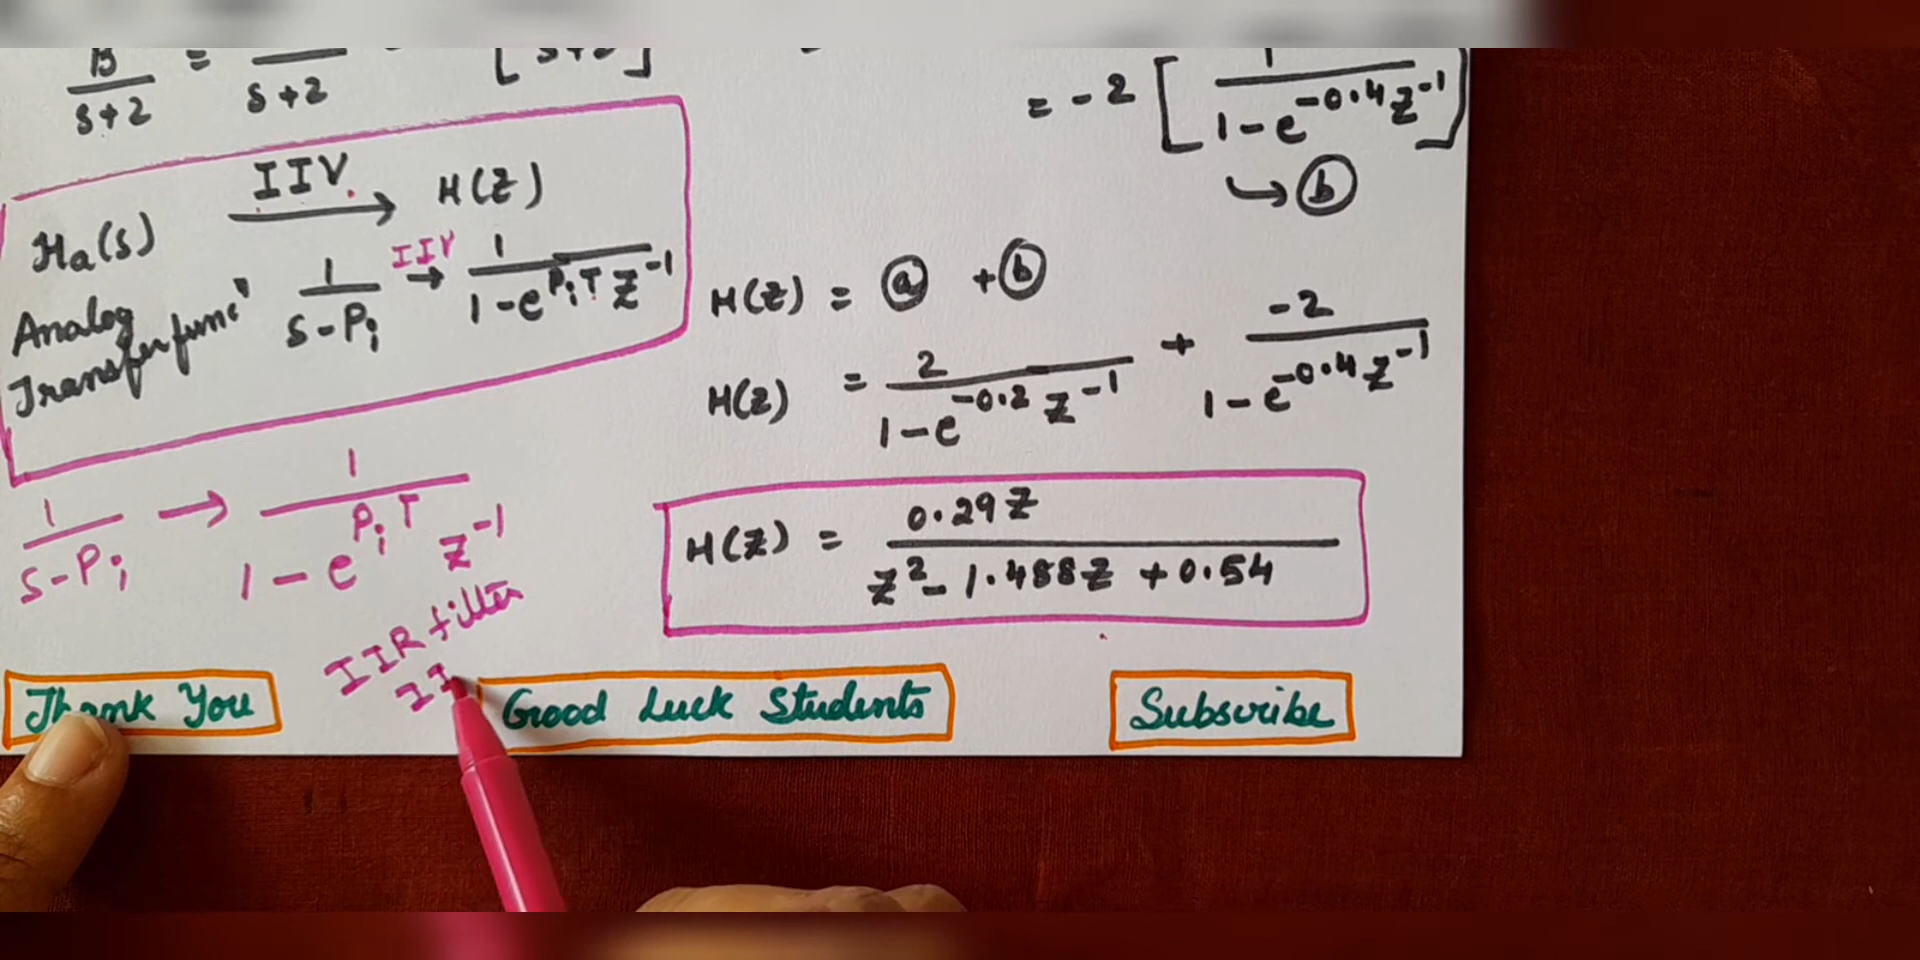 B/(s+2) = /(s+2)
= -2 [1/(1-e^-0.4 z^-1)]
→ ⓑ
IIV
Ha(s) → H(z)
Analog
Transfer func"
1/(s-Pi) IIV → 1/(1-e^PiT z^-1)
H(z) = ⓐ + ⓑ
H(z) = 2/(1-e^-0.2 z^-1) + -2/(1-e^-0.4 z^-1)
1/(s-Pi) → 1/(1-e^PiT z^-1)
H(z) = 0.29z/(z^2 - 1.488z + 0.54)
IIR filter
II
Thank You
Good Luck Students
Subscribe